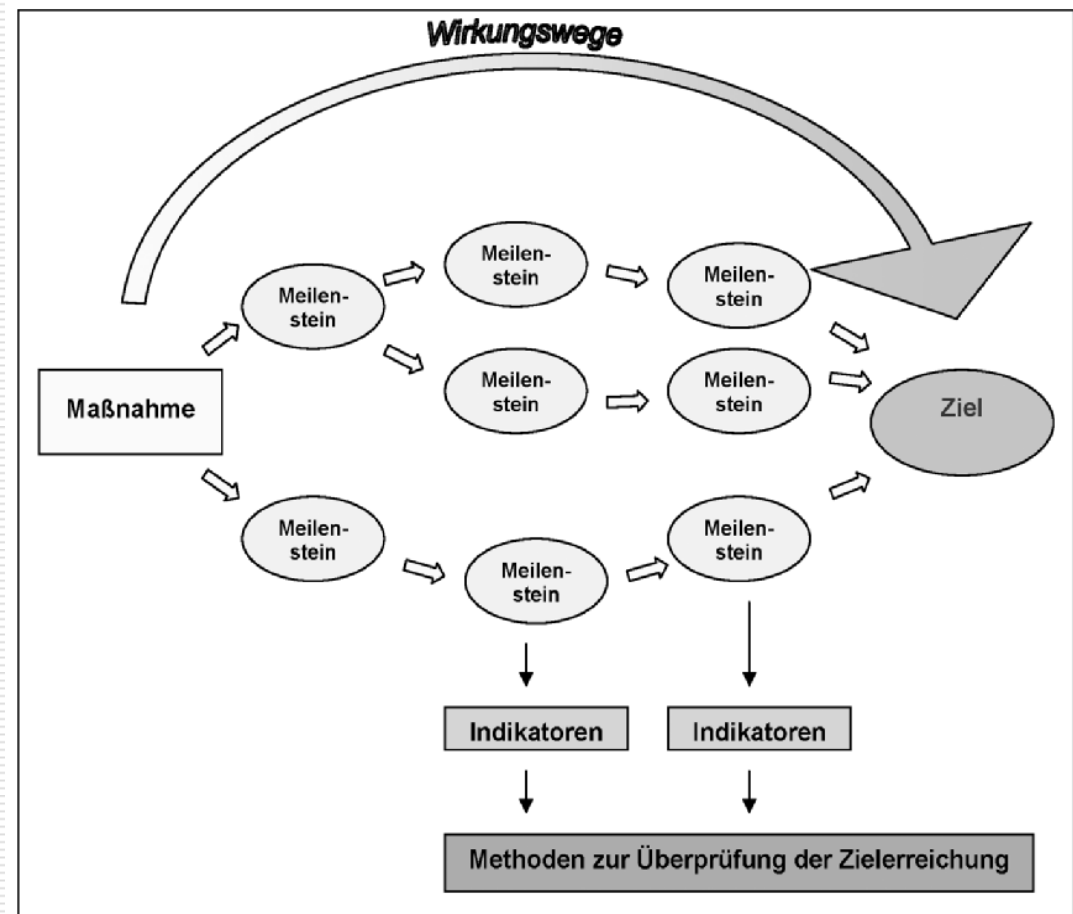 Wirkungswege
Meilen-
stein
Meilen-
stein
Meilen-
stein
Meilen-
stein
Meilen-
stein
Maßnahme
Ziel
Meilen-
stein
Meilen-
stein
Meilen-
stein
Indikatoren
Indikatoren
Methoden zur Überprüfung der Zielerreichung